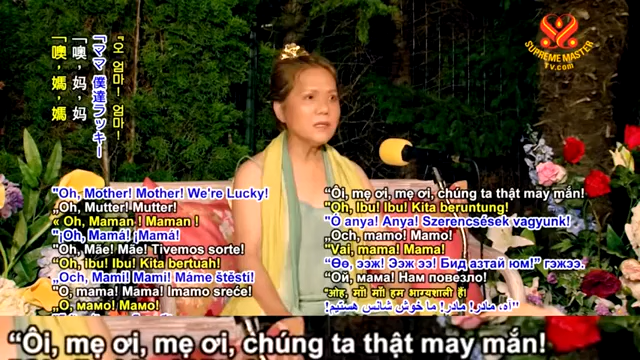 「오, 엄마! 엄마!
「ママ 僕達ラッキー
「噢,妈,妈
「噢,媽,媽
SUPREME MASTER
TV.com
"Oh, Mother! Mother! We're Lucky!
„Oh, Mutter! Mutter!
« Oh, Maman ! Maman !
"¡Oh, Mamá! ¡Mamá!
"Oh, Mãe! Mãe! Tivemos sorte!
"Oh, ibu! Ibu! Kita bertuah!
„Och, Mami! Mami! Máme štěstí!
"O, mama! Mama! Imamo sreće!
"О, мамо! Мамо!
“Ôi, mẹ ơi, mẹ ơi, chúng ta thật may mắn!
"Oh, Ibu! Ibu! Kita beruntung!
"Ó anya! Anya! Szerencsések vagyunk!
„Och, mamo! Mamo!
"Vai, mama! Mama!
“Өө, ээж! Ээж ээ! Бид азтай юм!” гэжээ.
"Ой, мама! Нам повезло!
"ओह, माँ! माँ! हम भाग्यशाली हैं!
"آه، مادر! مادر! ما خوش شانس هستیم!
“Ôi, mẹ ơi, mẹ ơi, chúng ta thật may mắn!